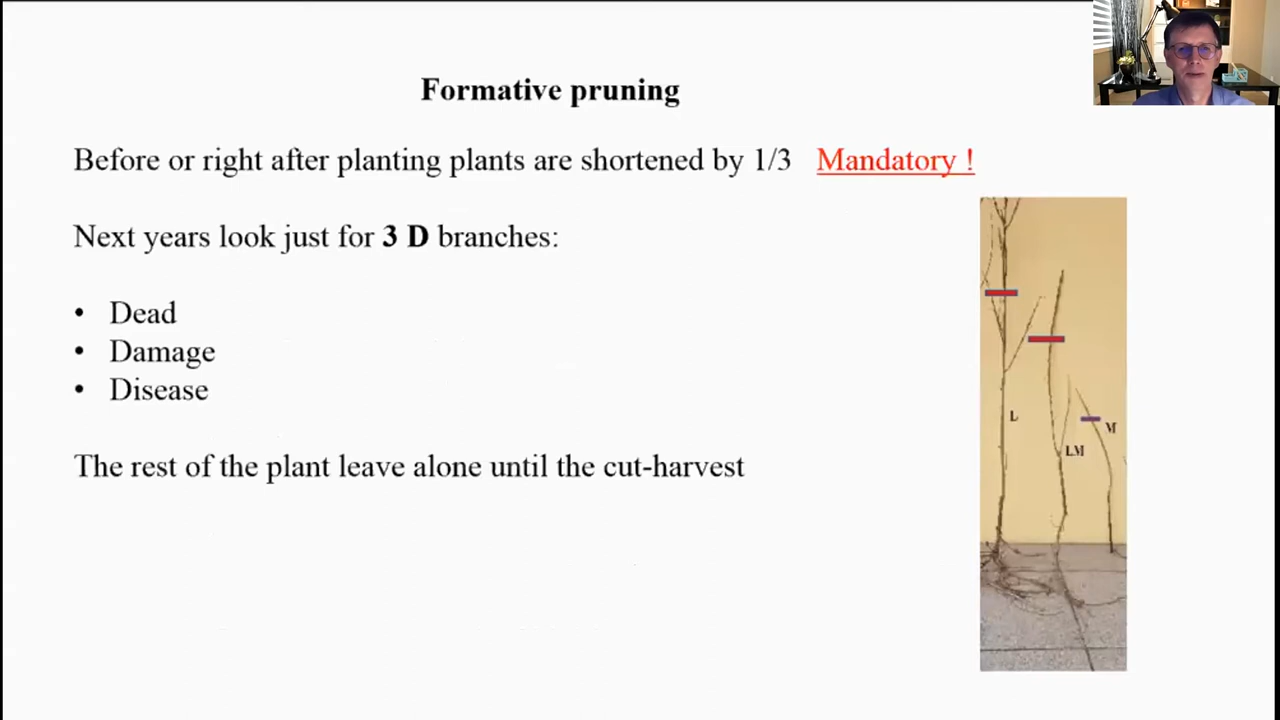 Formative pruning
Before or right after planting plants are shortened by 1/3 Mandatory !
Next years look just for 3 D branches:
• Dead
• Damage
• Disease
The rest of the plant leave alone until the cut-harvest
L
LM
M